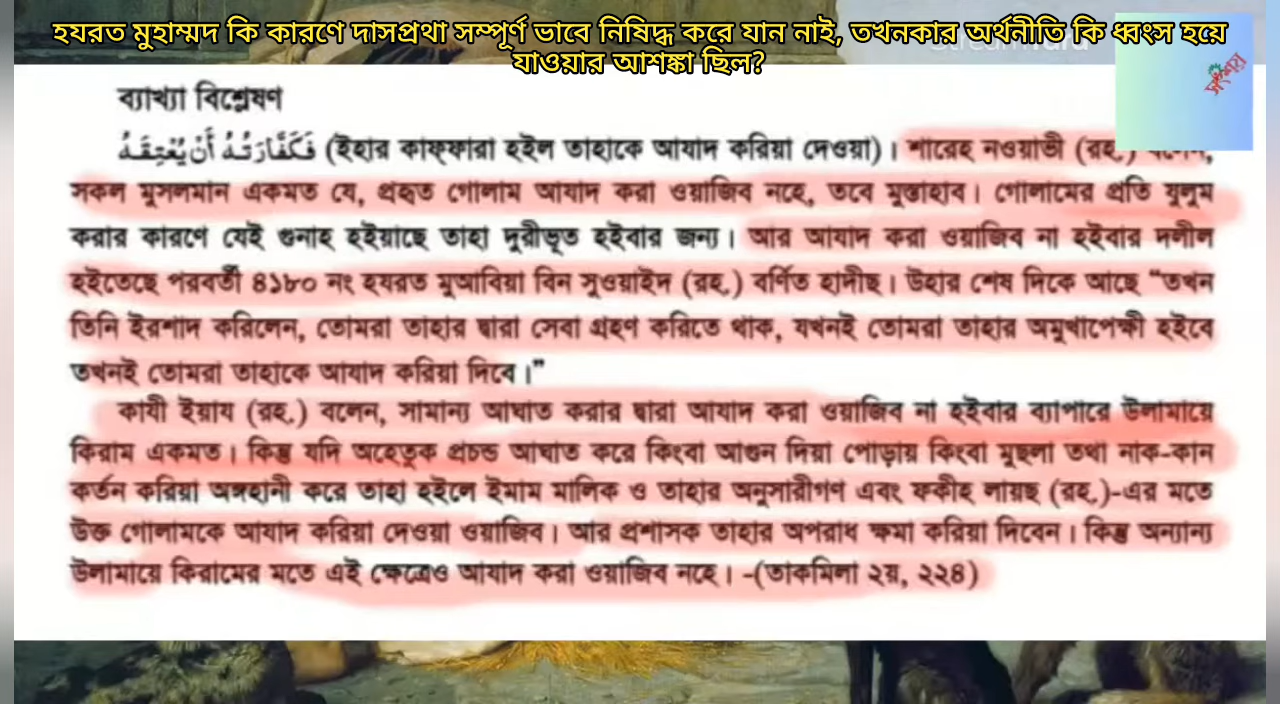 হযরত মুহাম্মদ কি কারণে দাসপ্রথা সম্পূর্ণ ভাবে নিষিদ্ধ করে যান নাই, তখনকার অর্থনীতি কি ধ্বংস হয়ে
যাওয়ার আশঙ্কা ছিল?
সংশয়
ব্যাখ্যা বিশ্লেষণ
فَكَفَّارَتُهُ أَنْ يُعْتِقَهُ (ইহার কাফ্‌ফারা হইল তাহাকে আযাদ করিয়া দেওয়া)। শারেহ নওয়াভী (রহ.) বলেন,
সকল মুসলমান একমত যে, প্রহৃত গোলাম আযাদ করা ওয়াজিব নহে, তবে মুস্তাহাব। গোলামের প্রতি যুলুম
করার কারণে যেই গুনাহ হইয়াছে তাহা দুরীভূত হইবার জন্য। আর আযাদ করা ওয়াজিব না হইবার দলীল
হইতেছে পরবর্তী ৪১৮০ নং হযরত মুআবিয়া বিন সুওয়াইদ (রহ.) বর্ণিত হাদীছ। উহার শেষ দিকে আছে “তখন
তিনি ইরশাদ করিলেন, তোমরা তাহার দ্বারা সেবা গ্রহণ করিতে থাক, যখনই তোমরা তাহার অমুখাপেক্ষী হইবে
তখনই তোমরা তাহাকে আযাদ করিয়া দিবে।”
কাযী ইয়ায (রহ.) বলেন, সামান্য আঘাত করার দ্বারা আযাদ করা ওয়াজিব না হইবার ব্যাপারে উলামায়ে
কিরাম একমত। কিন্তু যদি অহেতুক প্রচন্ড আঘাত করে কিংবা আগুন দিয়া পোড়ায় কিংবা মুছলা তথা নাক-কান
কর্তন করিয়া অঙ্গহানী করে তাহা হইলে ইমাম মালিক ও তাহার অনুসারীগণ এবং ফকীহ লায়ছ (রহ.)-এর মতে
উক্ত গোলামকে আযাদ করিয়া দেওয়া ওয়াজিব। আর প্রশাসক তাহার অপরাধ ক্ষমা করিয়া দিবেন। কিন্তু অন্যান্য
উলামায়ে কিরামের মতে এই ক্ষেত্রেও আযাদ করা ওয়াজিব নহে। -(তাকমিলা ২য়, ২২৪)